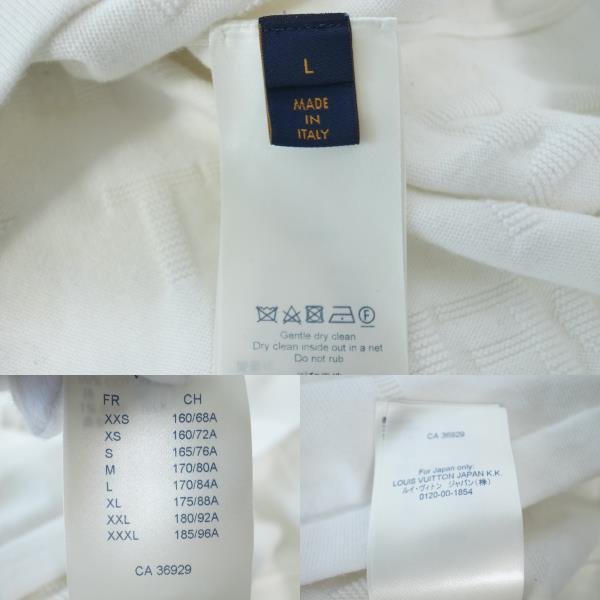 L
MADE
IN
ITALY
Gentle dry clean
Dry clean inside out in a net
Do not rub
FR CH
XXS 160/68A
XS 160/72A
S 165/76A
M 170/80A
L 170/84A
XL 175/88A
XXL 180/92A
XXXL 185/96A
CA 36929
CA 36929
For Japan only:
LOUIS VUITTON JAPAN K.K.
ルイ・ヴィトン ジャパン(株)
0120-00-1854